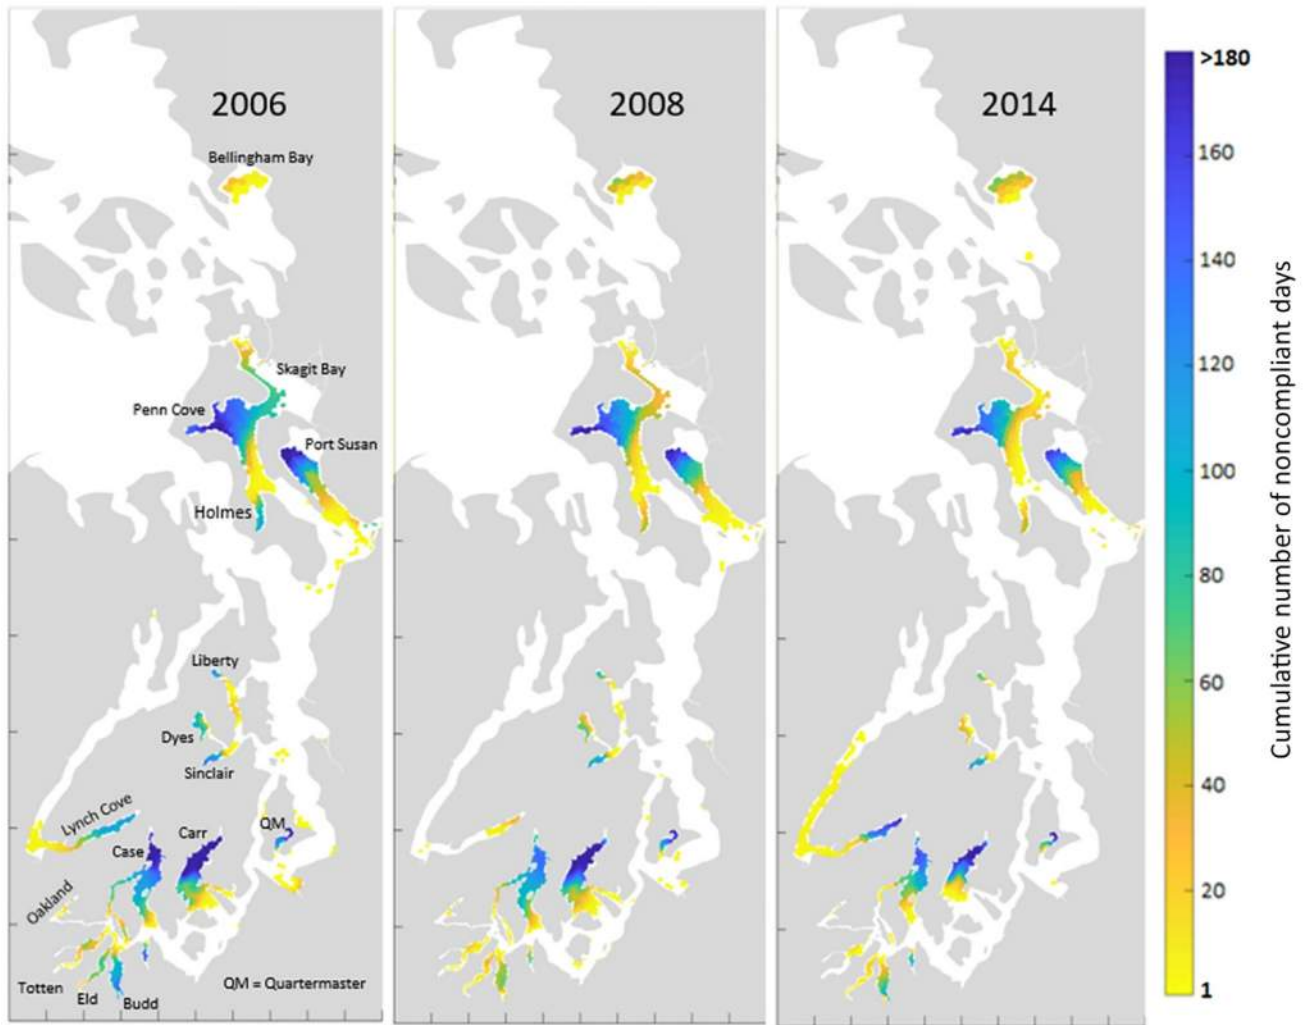 2006
2008
2014
Bellingham Bay
Skagit Bay
Penn Cove
Port Susan
Holmes
Liberty
Dyes
Sinclair
Lynch Cove
Case
Carr
QM
Oakland
Totten
Eld
Budd
QM = Quartermaster
>180
160
140
120
100
80
60
40
20
1
Cumulative number of noncompliant days